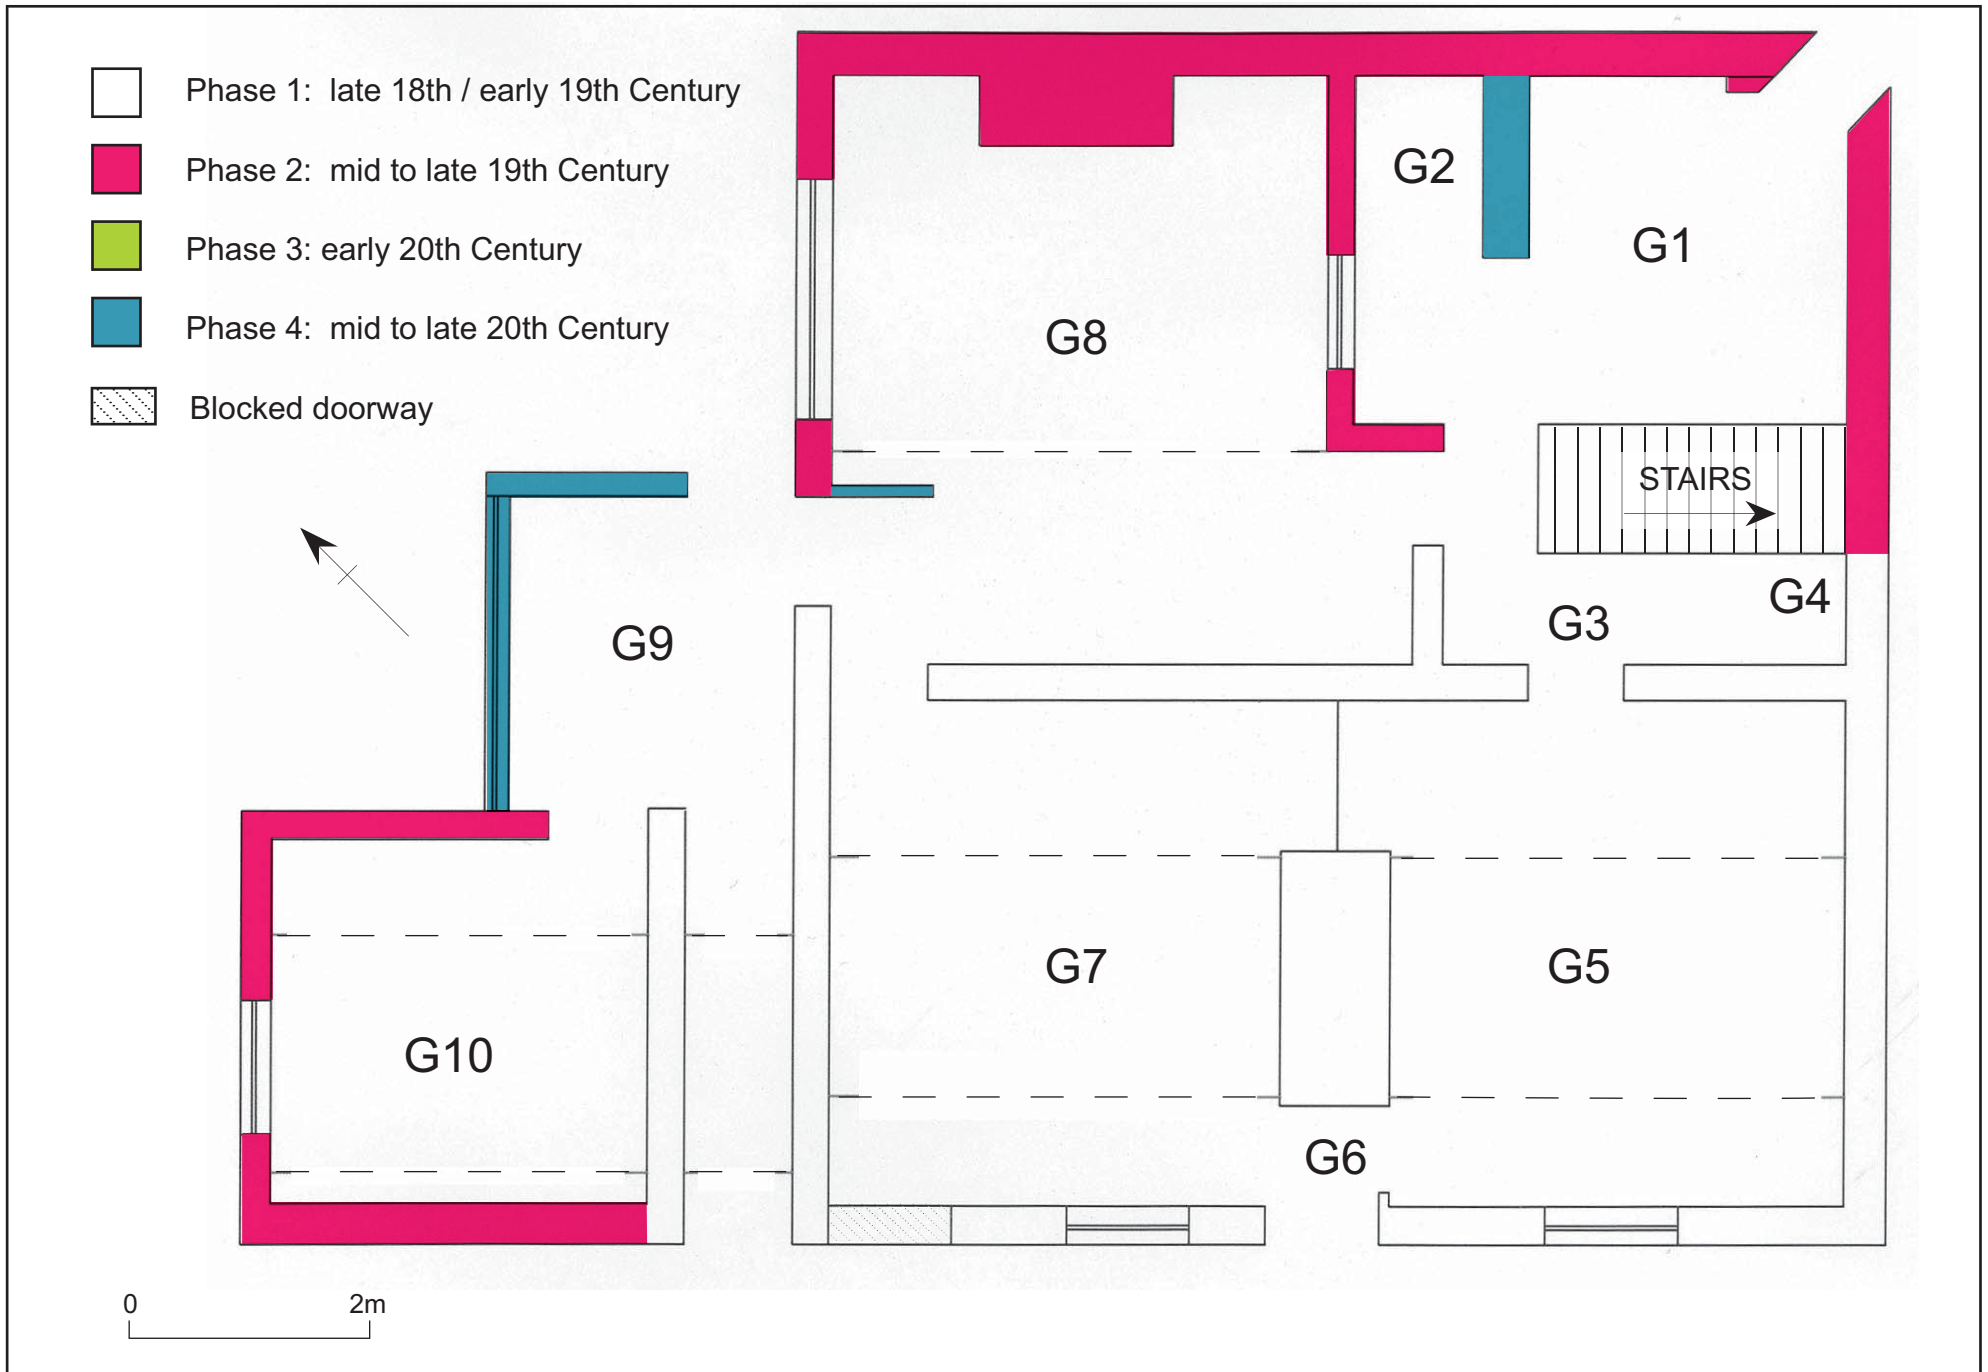 Phase 1:  late 18th / early 19th Century
Phase 2:  mid to late 19th Century
Phase 3: early 20th Century
Phase 4:  mid to late 20th Century
Blocked doorway
G2
G1
G8
STAIRS
G4
G3
G9
G7
G5
G10
G6
0
2m